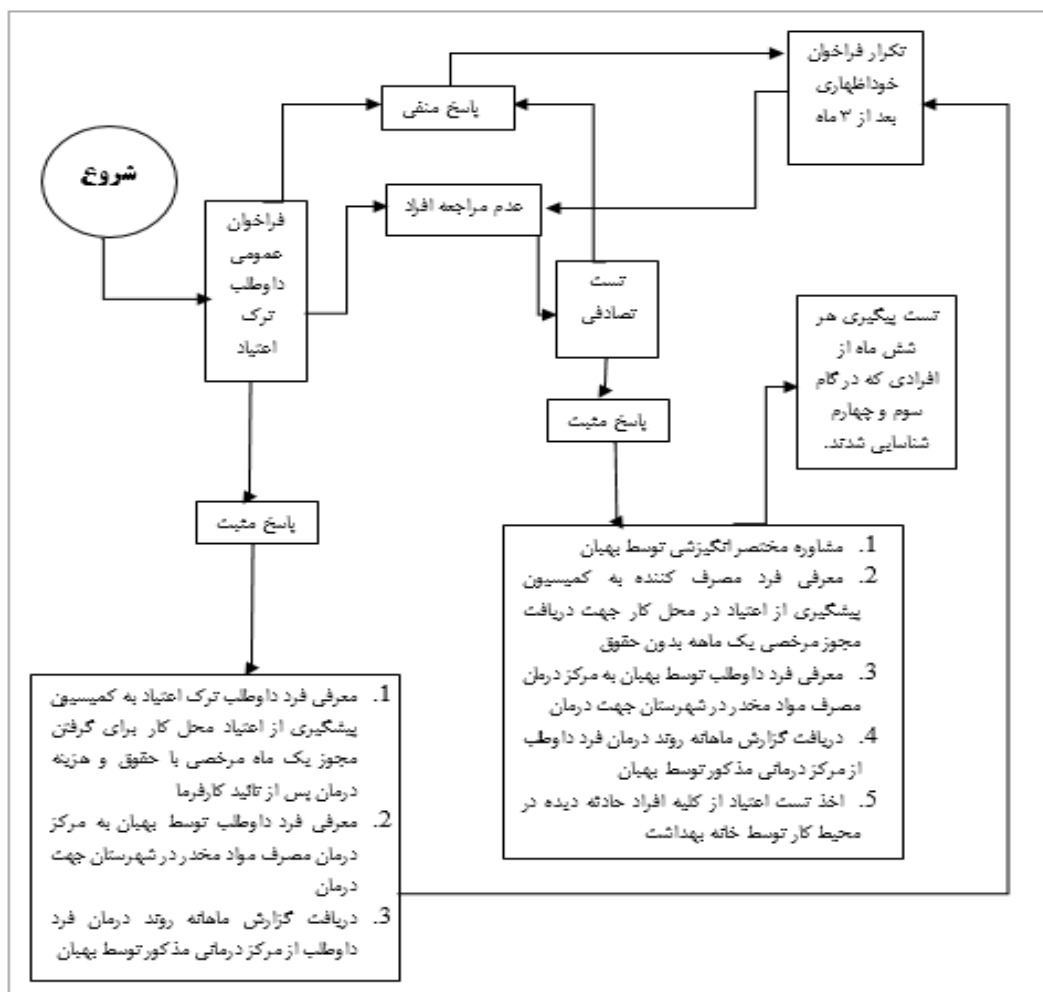 شروع
فراخوان
عمومی
داوطلب
ترک
اعتیاد
پاسخ منفی
تکرار فراخوان
خوداظهاری
بعد از ۳ ماه
عدم مراجعه افراد
تست
تصادفی
پاسخ مثبت
تست پیگیری هر
شش ماه از
افرادی که در گام
سوم و چهارم
شناسایی شدند.
پاسخ مثبت
1. مشاوره مختصر انگیزشی توسط بهبان
2. معرفی فرد مصرف کننده به کمیسیون
پیشگیری از اعتیاد در محل کار جهت دریافت
مجوز مرخصی یک ماهه بدون حقوق
3. معرفی فرد داوطلب توسط بهبان به مرکز درمان
مصرف مواد مخدر در شهرستان جهت درمان
4. دریافت گزارش ماهانه روند درمان فرد داوطلب
از مرکز درمانی مذکور توسط بهبان
5. اخذ تست اعتیاد از کلیه افراد حادثه دیده در
محیط کار توسط خانه بهداشت
1. معرفی فرد داوطلب ترک اعتیاد به کمیسیون
پیشگیری از اعتیاد محل کار برای گرفتن
مجوز یک ماه مرخصی با حقوق و هزینه
درمان پس از تائید کارفرما
2. معرفی فرد داوطلب توسط بهبان به مرکز
درمان مصرف مواد مخدر در شهرستان جهت
درمان
3. دریافت گزارش ماهانه روند درمان فرد
داوطلب از مرکز درمانی مذکور توسط بهبان